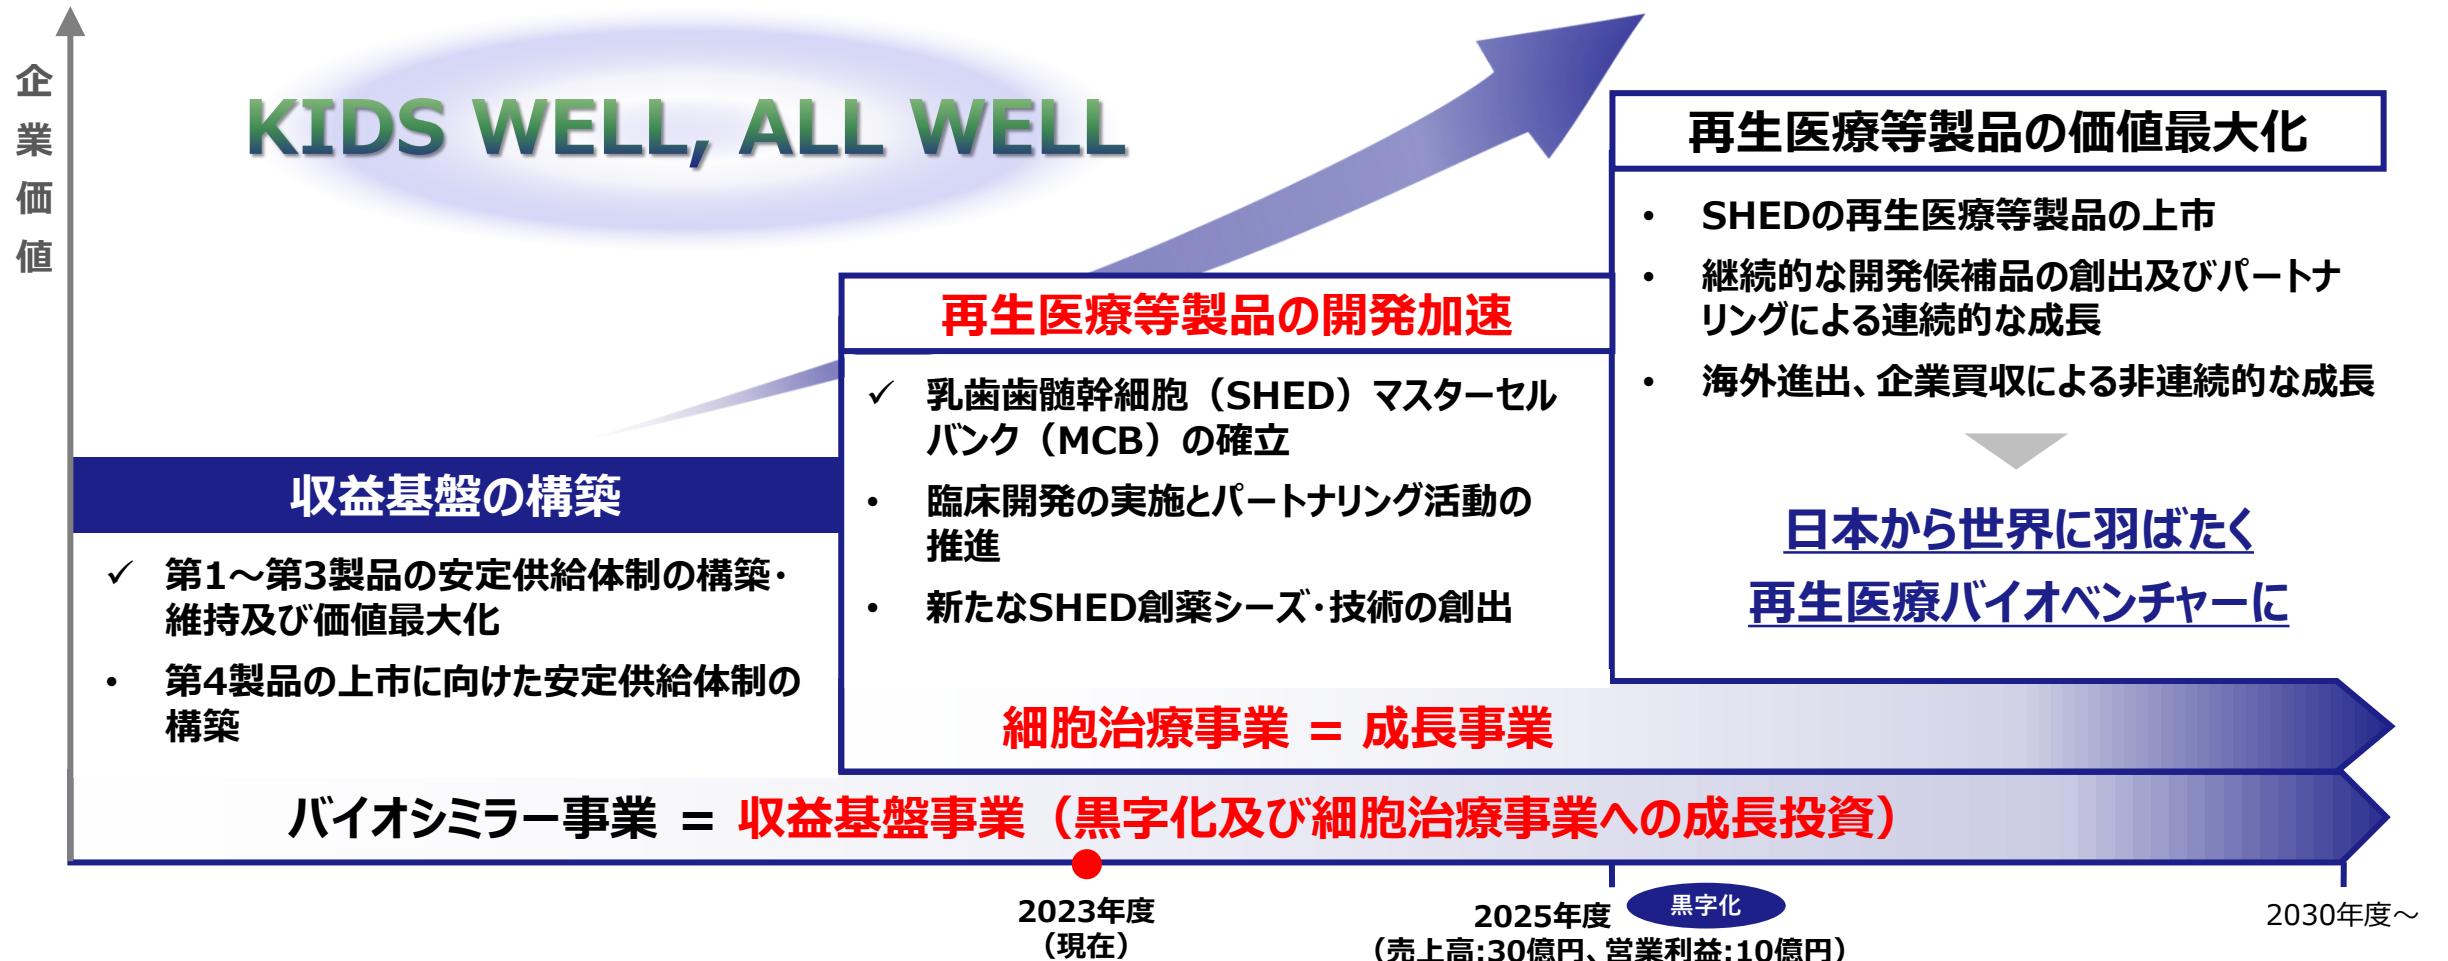 企
業
価
値
KIDS WELL, ALL WELL
収益基盤の構築
✓ 第1～第3製品の安定供給体制の構築・
維持及び価値最大化
• 第4製品の上市に向けた安定供給体制の
構築
再生医療等製品の開発加速
✓ 乳歯歯髄幹細胞（SHED）マスターセル
バンク（MCB）の確立
• 臨床開発の実施とパートナリング活動の
推進
• 新たなSHED創薬シーズ・技術の創出
再生医療等製品の価値最大化
• SHEDの再生医療等製品の上市
• 継続的な開発候補品の創出及びパートナ
リングによる連続的な成長
• 海外進出、企業買収による非連続的な成長
日本から世界に羽ばたく
再生医療バイオベンチャーに
細胞治療事業 = 成長事業
バイオシミラー事業 = 収益基盤事業（黒字化及び細胞治療事業への成長投資）
2023年度
（現在）
2025年度 黒字化
（売上高:30億円、営業利益:10億円）
2030年度～